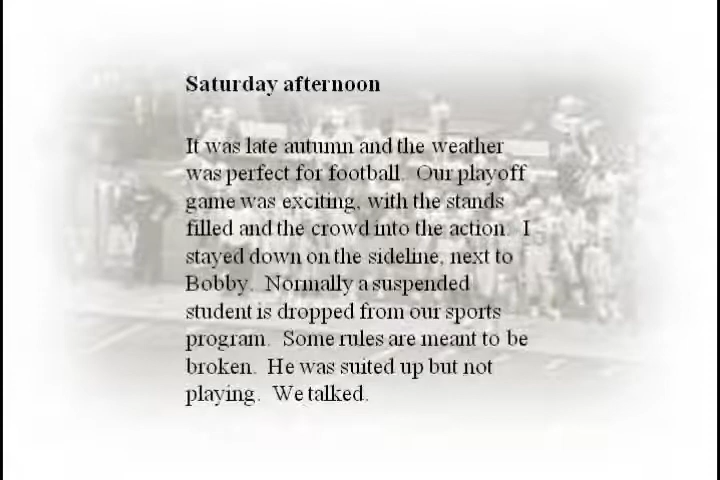 Saturday afternoon
It was late autumn and the weather
was perfect for football.  Our playoff
game was exciting, with the stands
filled and the crowd into the action.  I
stayed down on the sideline, next to
Bobby.  Normally a suspended
student is dropped from our sports
program.  Some rules are meant to be
broken.  He was suited up but not
playing.  We talked.